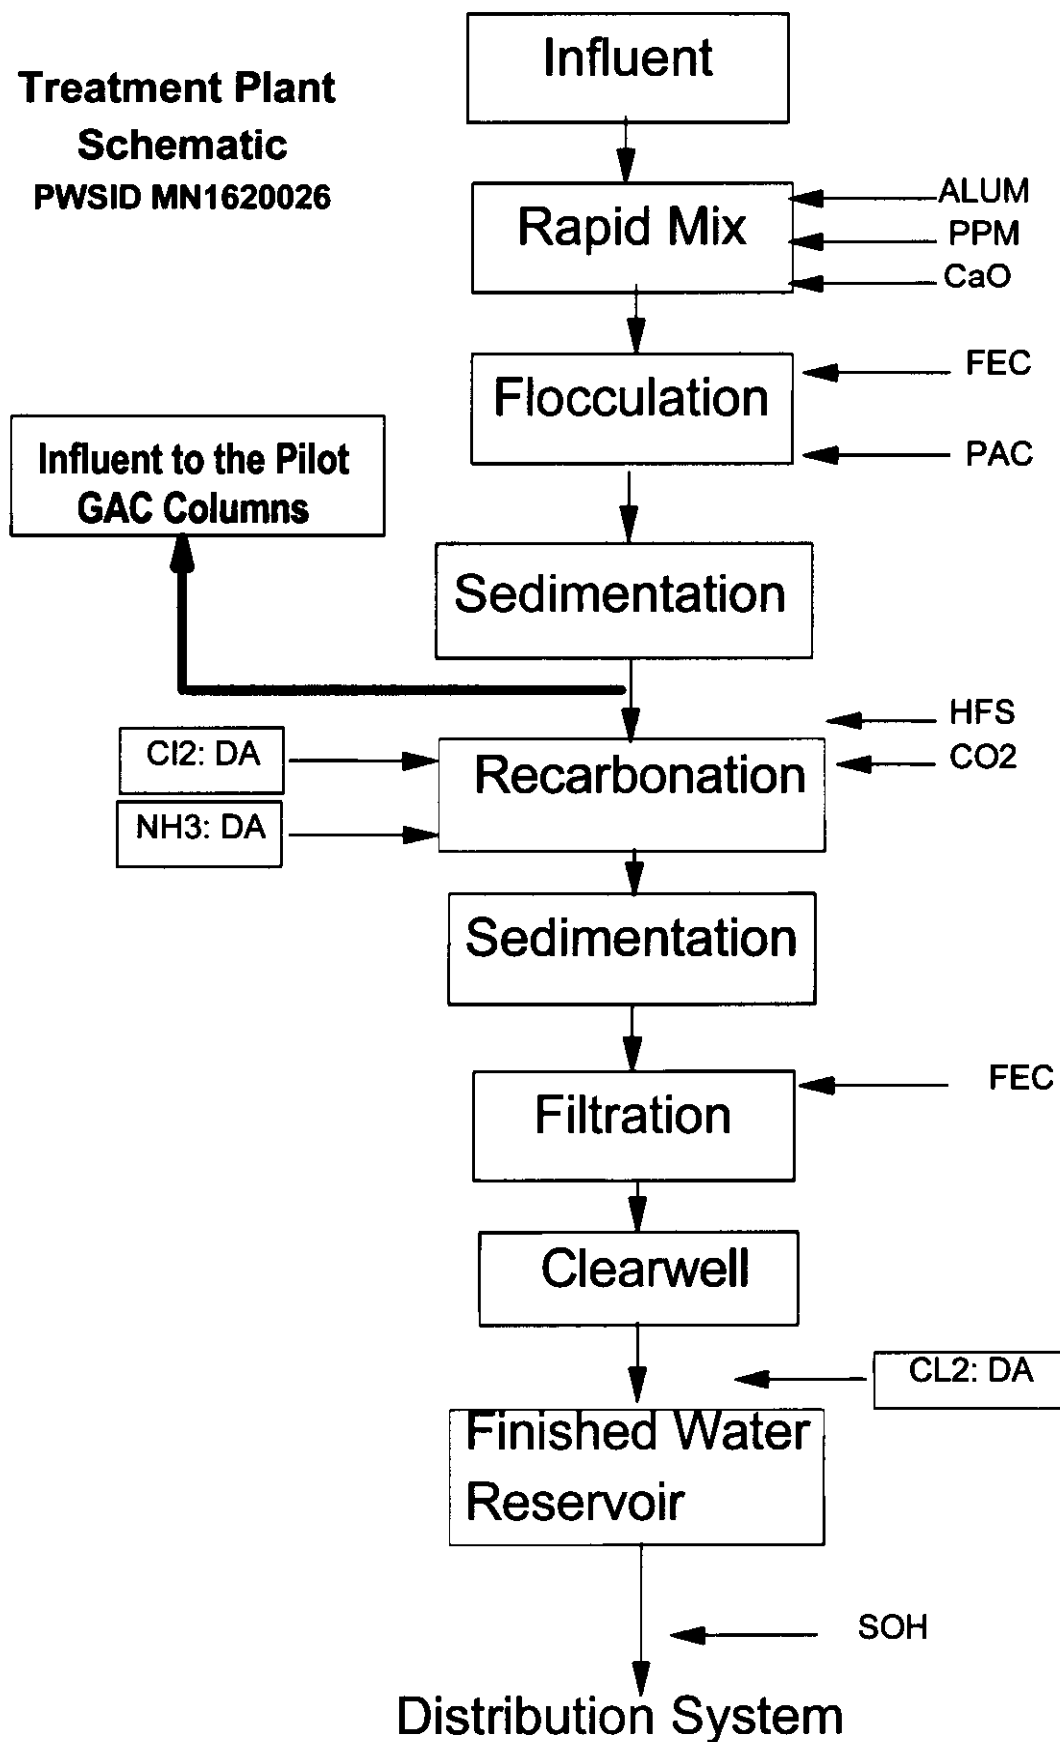 Treatment Plant
Schematic
PWSID MN1620026
Influent
Rapid Mix
ALUM
PPM
CaO
Flocculation
FEC
PAC
Influent to the Pilot
GAC Columns
Sedimentation
HFS
CO2
Cl2: DA
NH3: DA
Recarbonation
Sedimentation
Filtration
FEC
Clearwell
CL2: DA
Finished Water
Reservoir
SOH
Distribution System